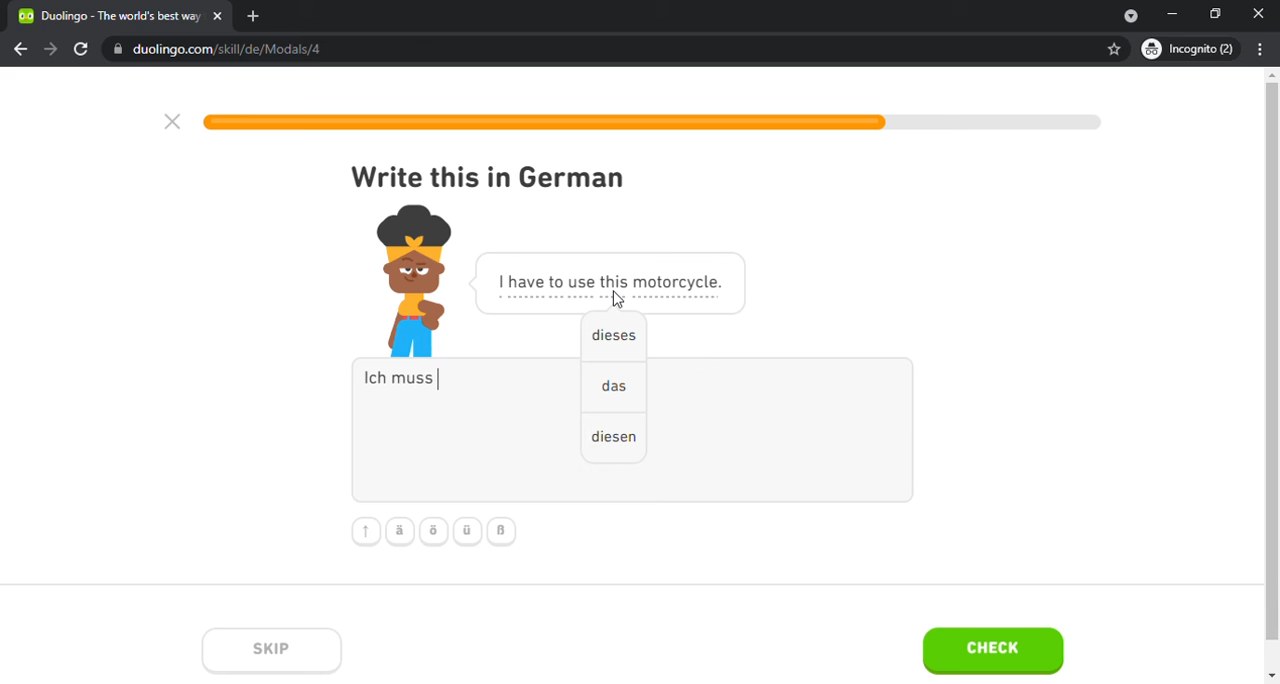 Duolingo - The world's best way
duolingo.com/skill/de/Modals/4
Incognito (2)
Write this in German
I have to use this motorcycle.
dieses
das
diesen
Ich muss
↑ ä ö ü ß
SKIP
CHECK